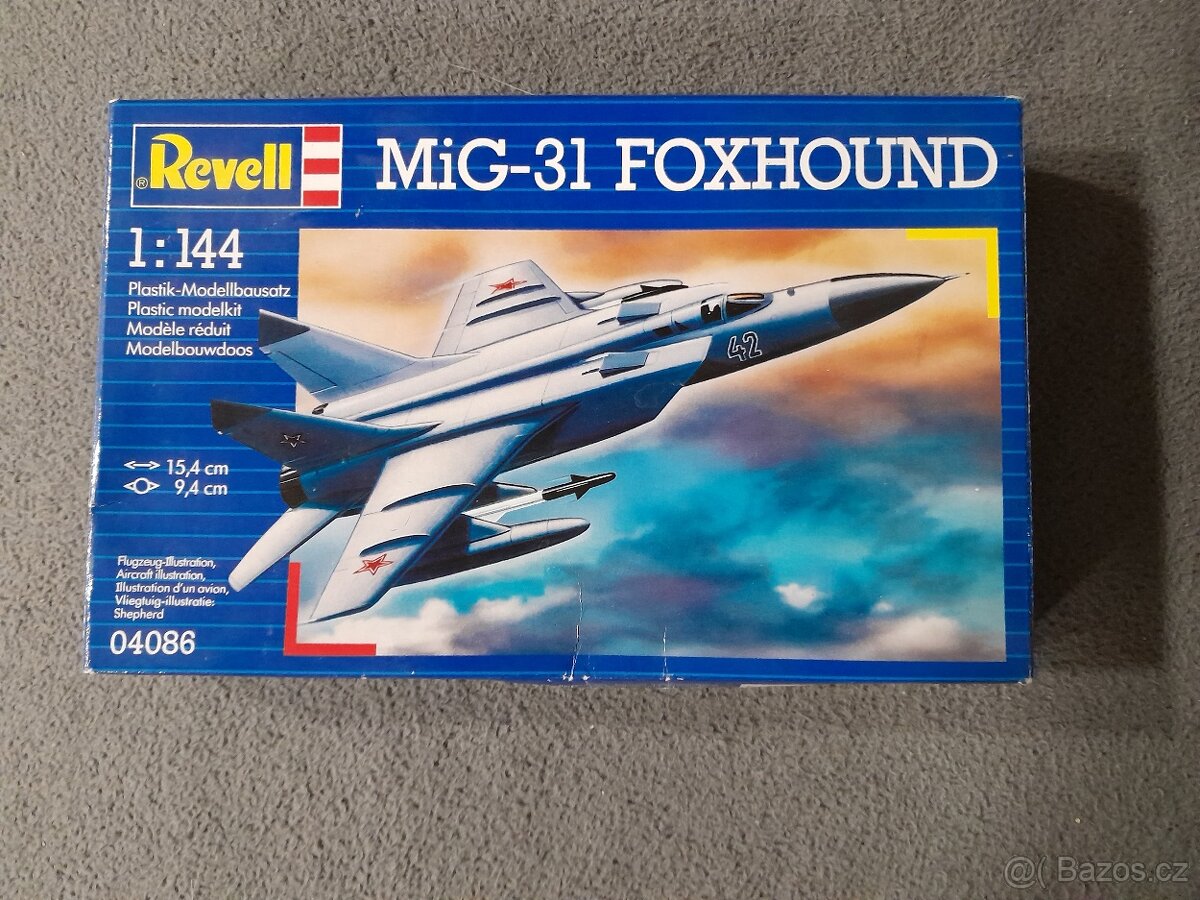 ® Revell
MiG-31 FOXHOUND
1:144
Plastik-Modellbausatz
Plastic modelkit
Modèle réduit
Modelbouwdoos
42
15,4 cm
9,4 cm
Flugzeug-Illustration,
Aircraft illustration,
Illustration d'un avion,
Vliegtuig-illustratie:
Shepherd
04086
@( Bazos.cz